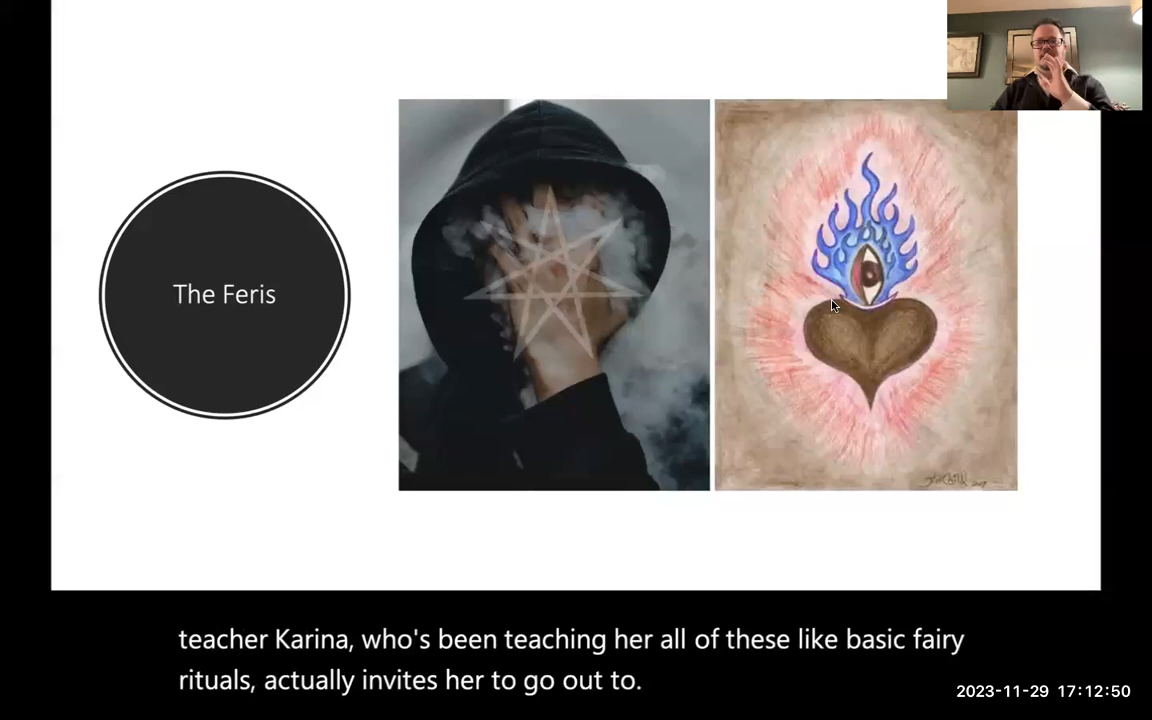 The Feris
teacher Karina, who's been teaching her all of these like basic fairy
rituals, actually invites her to go out to.
2023-11-29 17:12:50